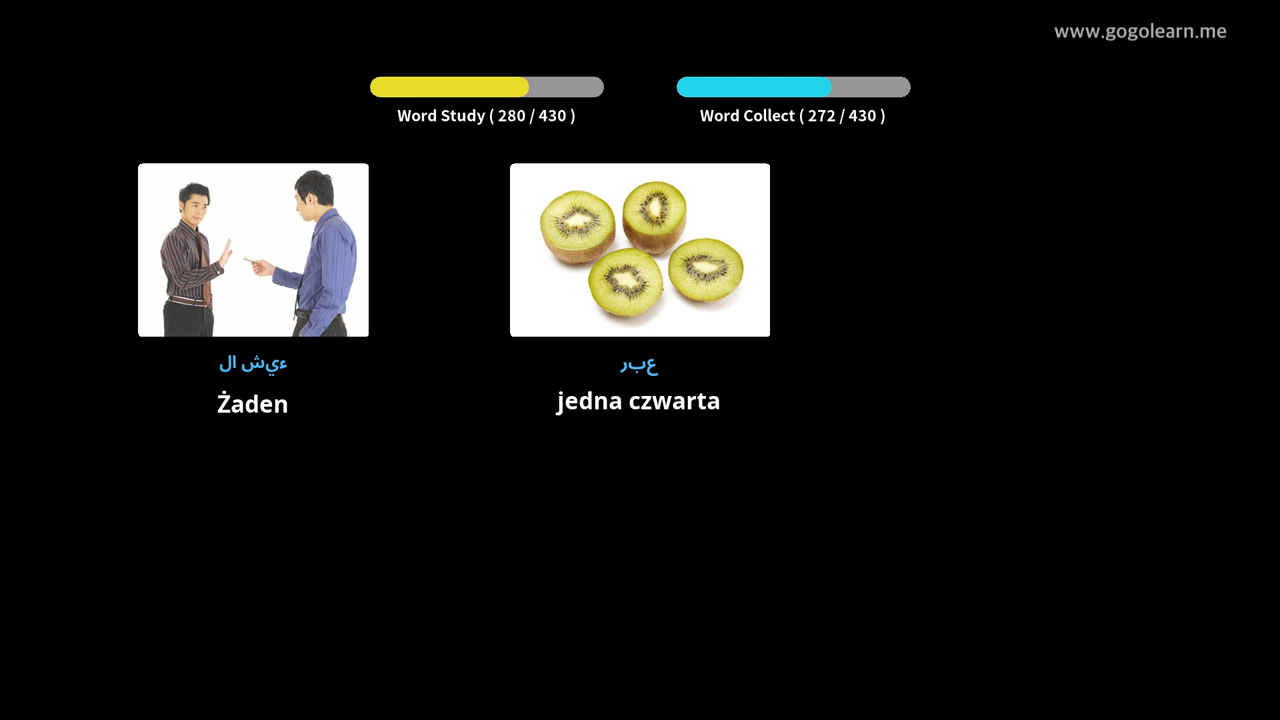 www.gogolearn.me
Word Study ( 280 / 430 )
Word Collect ( 272 / 430 )
ءيش ال
Żaden
عبر
jedna czwarta